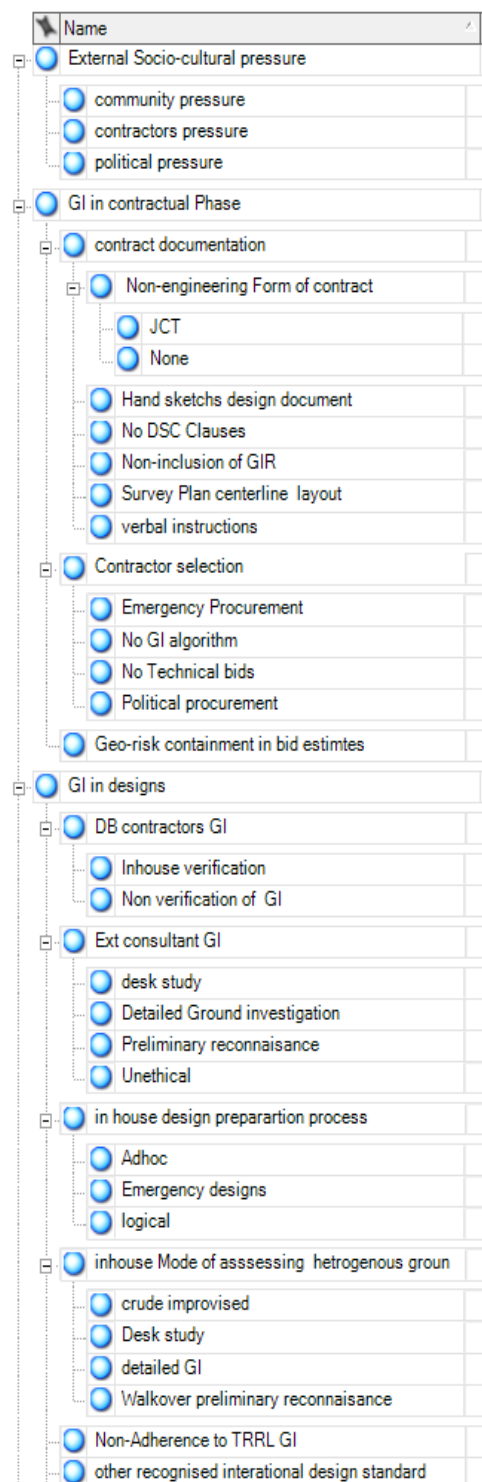 Name
External Socio-cultural pressure
community pressure
contractors pressure
political pressure
GI in contractual Phase
contract documentation
Non-engineering Form of contract
JCT
None
Hand sketchs design document
No DSC Clauses
Non-inclusion of GIR
Survey Plan centerline layout
verbal instructions
Contractor selection
Emergency Procurement
No GI algorithm
No Technical bids
Political procurement
Geo-risk containment in bid estimtes
GI in designs
DB contractors GI
Inhouse verification
Non verification of GI
Ext consultant GI
desk study
Detailed Ground investigation
Preliminary reconnaisance
Unethical
in house design preparartion process
Adhoc
Emergency designs
logical
inhouse Mode of asssessing hetrogenous groun
crude improvised
Desk study
detailed GI
Walkover preliminary reconnaisance
Non-Adherence to TRRL GI
other recognised interational design standard